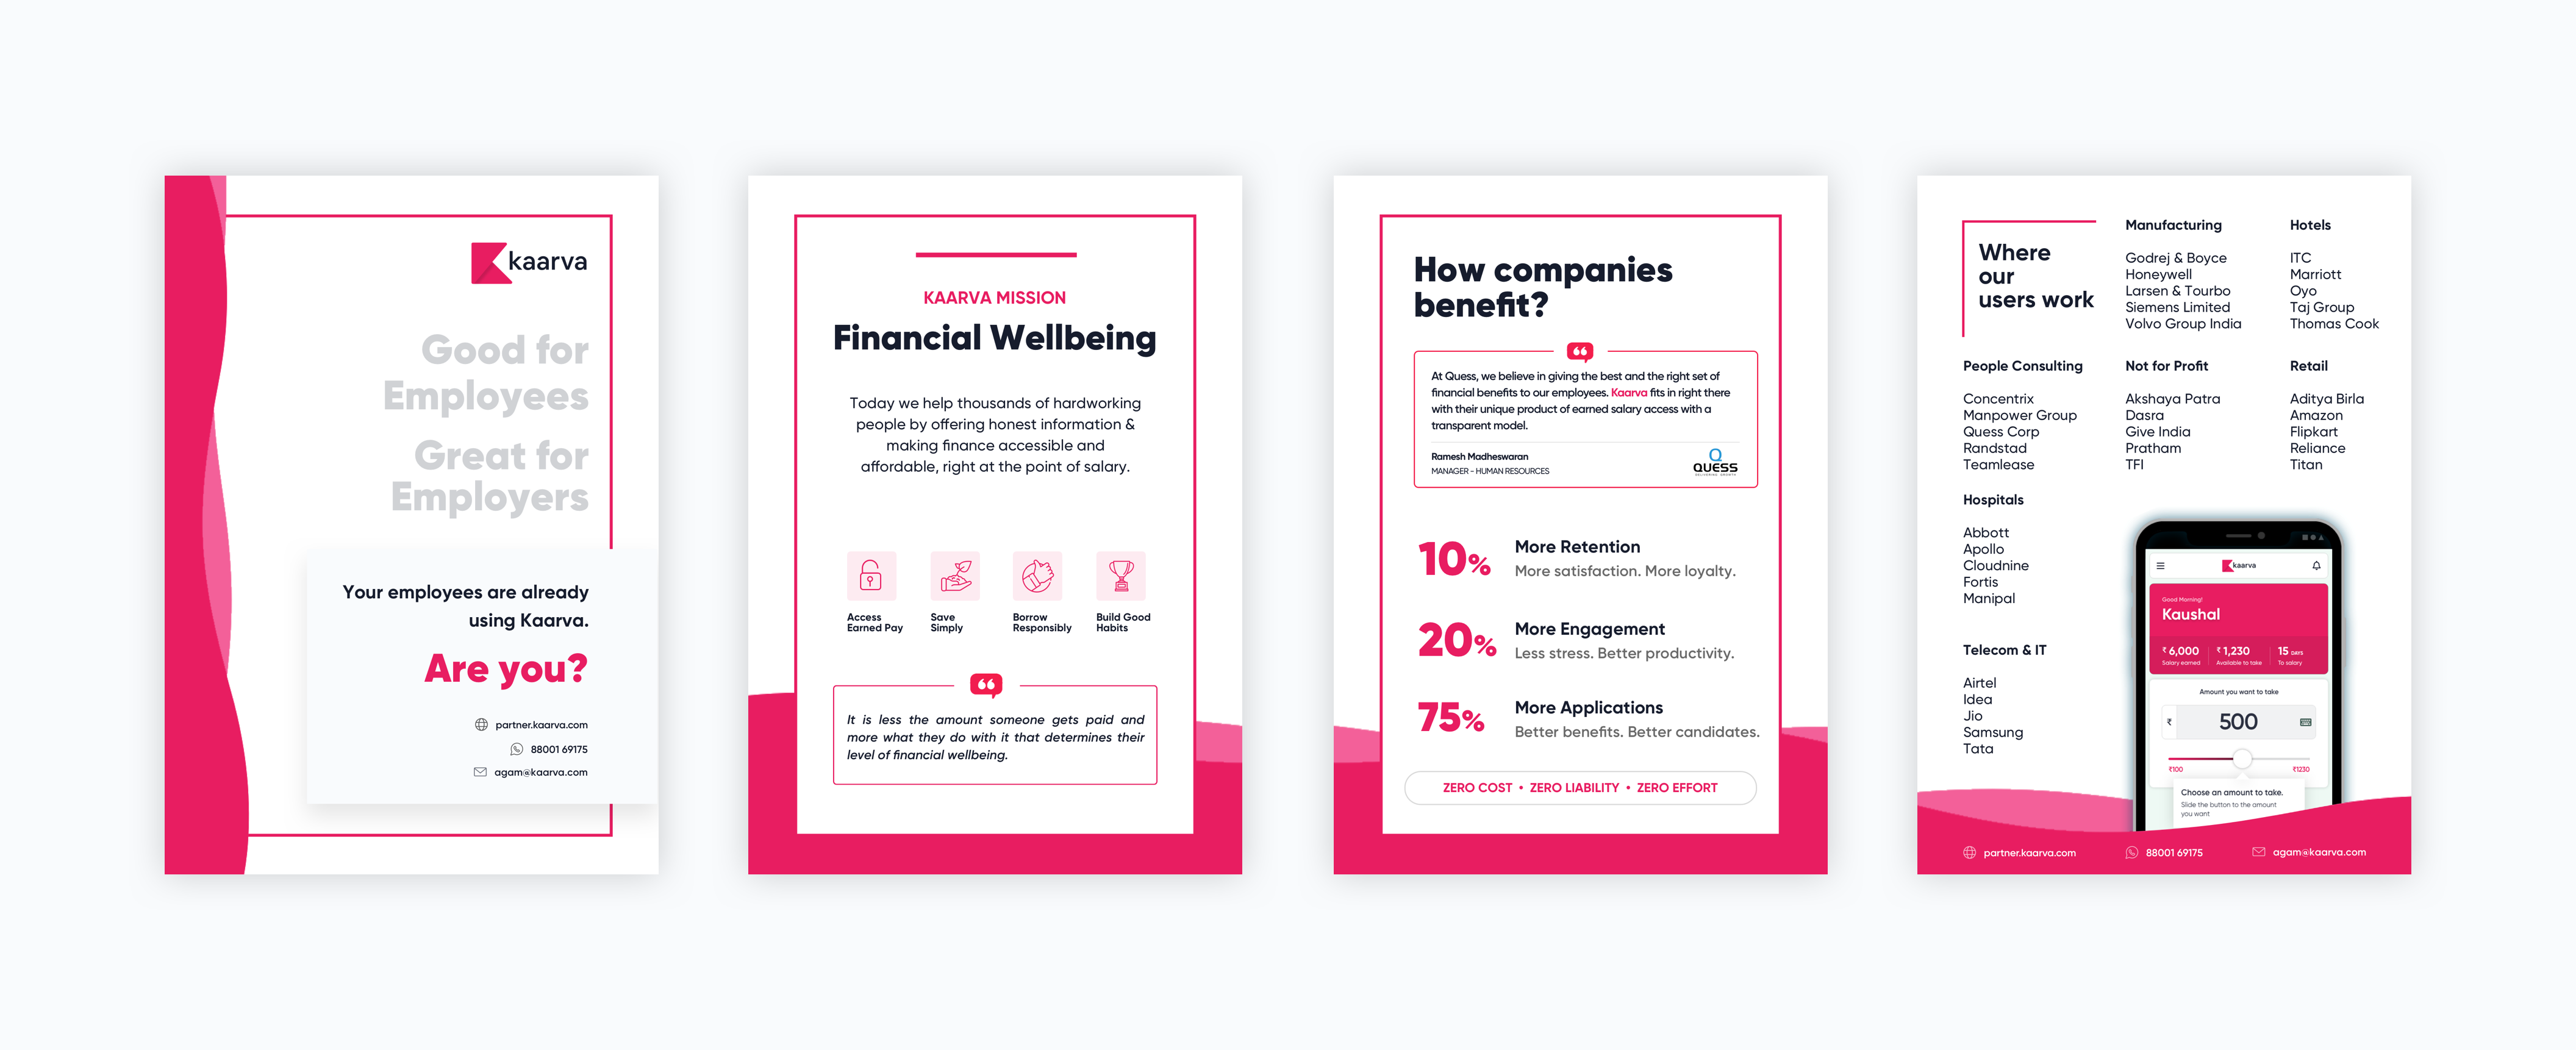 kaarva
Good for
Employees
Great for
Employers
Your employees are already
using Kaarva.
Are you?
partner.kaarva.com
88001 69175
agam@kaarva.com
KAARVA MISSION
Financial Wellbeing
Today we help thousands of hardworking
people by offering honest information &
making finance accessible and
affordable, right at the point of salary.
Access
Earned Pay
Save
Simply
Borrow
Responsibly
Build Good
Habits
It is less the amount someone gets paid and
more what they do with it that determines their
level of financial wellbeing.
How companies
benefit?
At Quess, we believe in giving the best and the right set of
financial benefits to our employees. Kaarva fits in right there
with their unique product of earned salary access with a
transparent model.
Ramesh Madheswaran
MANAGER - HUMAN RESOURCES
QUESS
10%
More Retention
More satisfaction. More loyalty.
20%
More Engagement
Less stress. Better productivity.
75%
More Applications
Better benefits. Better candidates.
ZERO COST • ZERO LIABILITY • ZERO EFFORT
Where
our
users work
Manufacturing
Godrej & Boyce
Honeywell
Larsen & Tourbo
Siemens Limited
Volvo Group India
Hotels
ITC
Marriott
Oyo
Taj Group
Thomas Cook
People Consulting
Concentrix
Manpower Group
Quess Corp
Randstad
Teamlease
Not for Profit
Akshaya Patra
Dasra
Give India
Pratham
TFI
Retail
Aditya Birla
Amazon
Flipkart
Reliance
Titan
Hospitals
Abbott
Apollo
Cloudnine
Fortis
Manipal
Telecom & IT
Airtel
Idea
Jio
Samsung
Tata
kaarva
Good Morning!
Kaushal
₹ 6,000
Salary earned
₹ 1,230
Available to take
15 DAYS
To salary
Amount you want to take
₹
500
₹100
₹1230
Choose an amount to take.
Slide the button to the amount
you want
partner.kaarva.com
88001 69175
agam@kaarva.com